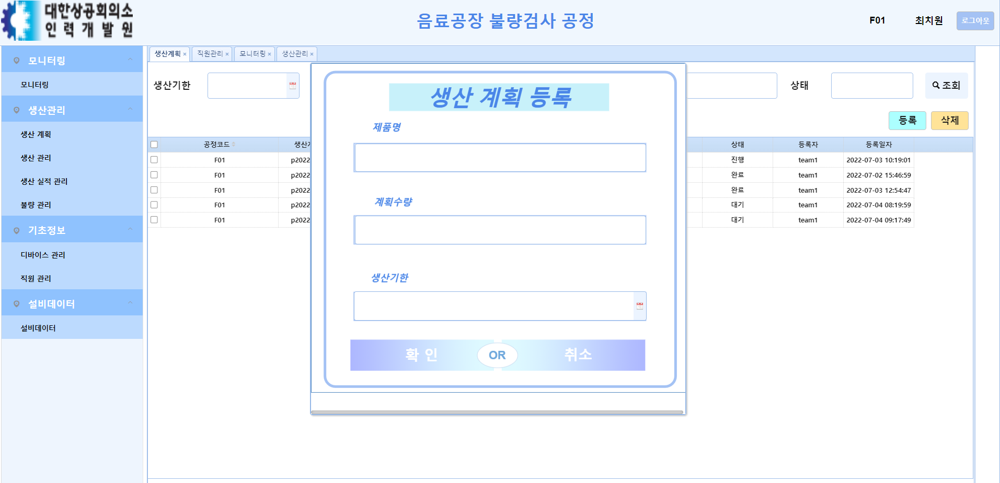 대한상공회의소
인력개발원
음료공장 불량검사 공정
F01 최치원 로그아웃
모니터링
모니터링
생산관리
생산 계획
생산 관리
생산 실적 관리
불량 관리
기초정보
디바이스 관리
직원 관리
설비데이터
설비데이터
생산계획 × 직원관리 × 모니터링 × 생산관리 ×
생산기한 상태 조회
등록 삭제
공정코드 상태 등록자 등록일자
F01 p2022 진행 team1 2022-07-03 10:19:01
F01 p2022 완료 team1 2022-07-02 15:46:59
F01 p2022 완료 team1 2022-07-03 12:54:47
F01 p2022 대기 team1 2022-07-04 08:19:59
F01 p2022 대기 team1 2022-07-04 09:17:49
생산 계획 등록
제품명
계획수량
생산기한
확 인 OR 취소